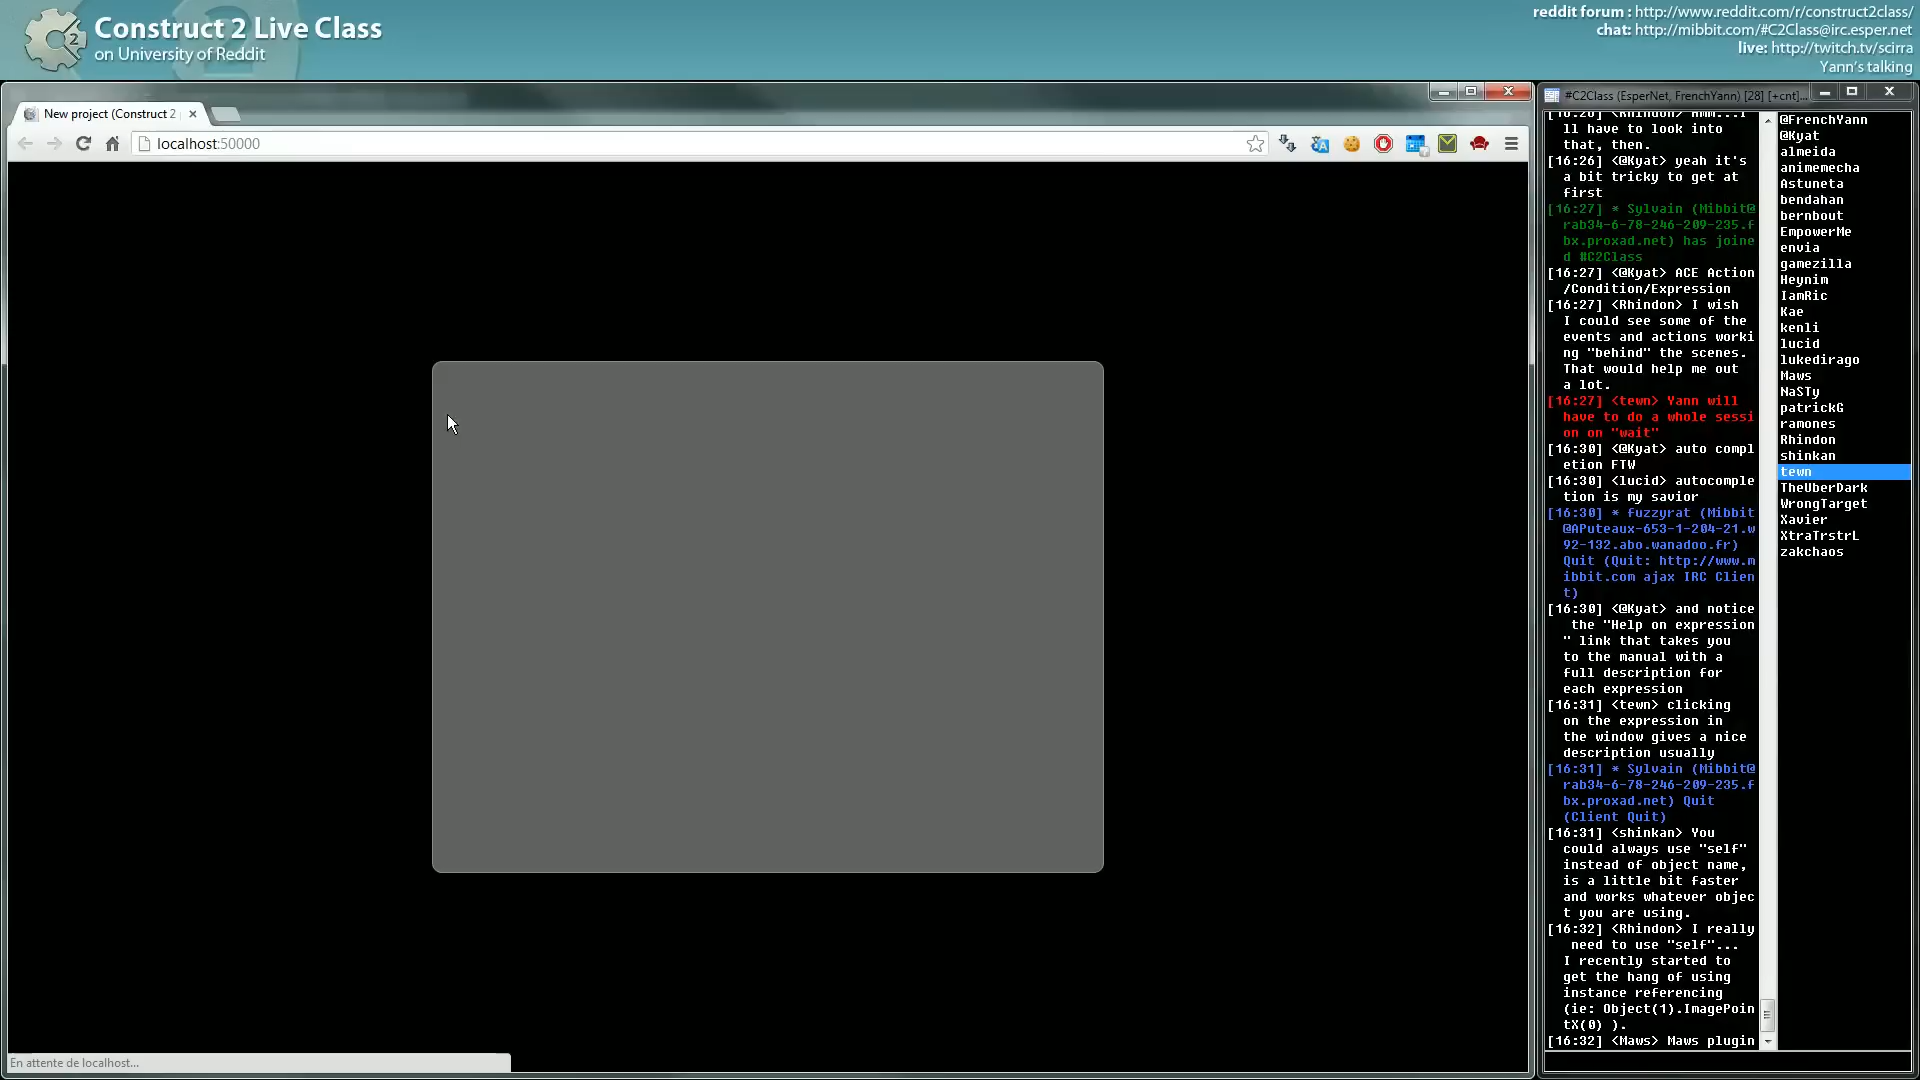 Construct 2 Live Class
on University of Reddit
reddit forum : http://www.reddit.com/r/construct2class/
chat: http://mibbit.com/#C2Class@irc.esper.net
live: http://twitch.tv/scirra
Yann's talking
New project (Construct 2
localhost:50000
En attente de localhost...
#C2Class (EsperNet, FrenchYann) [28] [+cnt]...
[16:26] <Rhindon> Hmm...I
ll have to look into
that, then.
[16:26] <@Kyat> yeah it's
a bit tricky to get at
first
[16:27] * Sylvain (Mibbit@
rab34-6-78-246-209-235.f
bx.proxad.net) has joine
d #C2Class
[16:27] <@Kyat> ACE Action
/Condition/Expression
[16:27] <Rhindon> I wish
I could see some of the
events and actions worki
ng "behind" the scenes.
That would help me out
a lot.
[16:27] <tewn> Yann will
have to do a whole sessi
on on "wait"
[16:30] <@Kyat> auto compl
etion FTW
[16:30] <lucid> autocomple
tion is my savior
[16:30] * fuzzyrat (Mibbit
@APuteaux-653-1-204-21.w
92-132.abo.wanadoo.fr)
Quit (Quit: http://www.m
ibbit.com ajax IRC Clien
t)
[16:30] <@Kyat> and notice
the "Help on expression
" link that takes you
to the manual with a
full description for
each expression
[16:31] <tewn> clicking
on the expression in
the window gives a nice
description usually
[16:31] * Sylvain (Mibbit@
rab34-6-78-246-209-235.f
bx.proxad.net) Quit
(Client Quit)
[16:31] <shinkan> You
could always use "self"
instead of object name,
is a little bit faster
and works whatever objec
t you are using.
[16:32] <Rhindon> I really
need to use "self"...
I recently started to
get the hang of using
instance referencing
(ie: Object(1).ImagePoin
tX(0) ).
[16:32] <Maws> Maws plugin
@FrenchYann
@Kyat
almeida
animemecha
Astuneta
bendahan
bernbout
EmpowerMe
envia
gamezilla
Heynim
IamRic
Kae
kenli
lucid
lukedirago
Maws
NaSTy
patrickG
ramones
Rhindon
shinkan
tewn
TheUberDark
WrongTarget
Xavier
XtraTrstrL
zakchaos